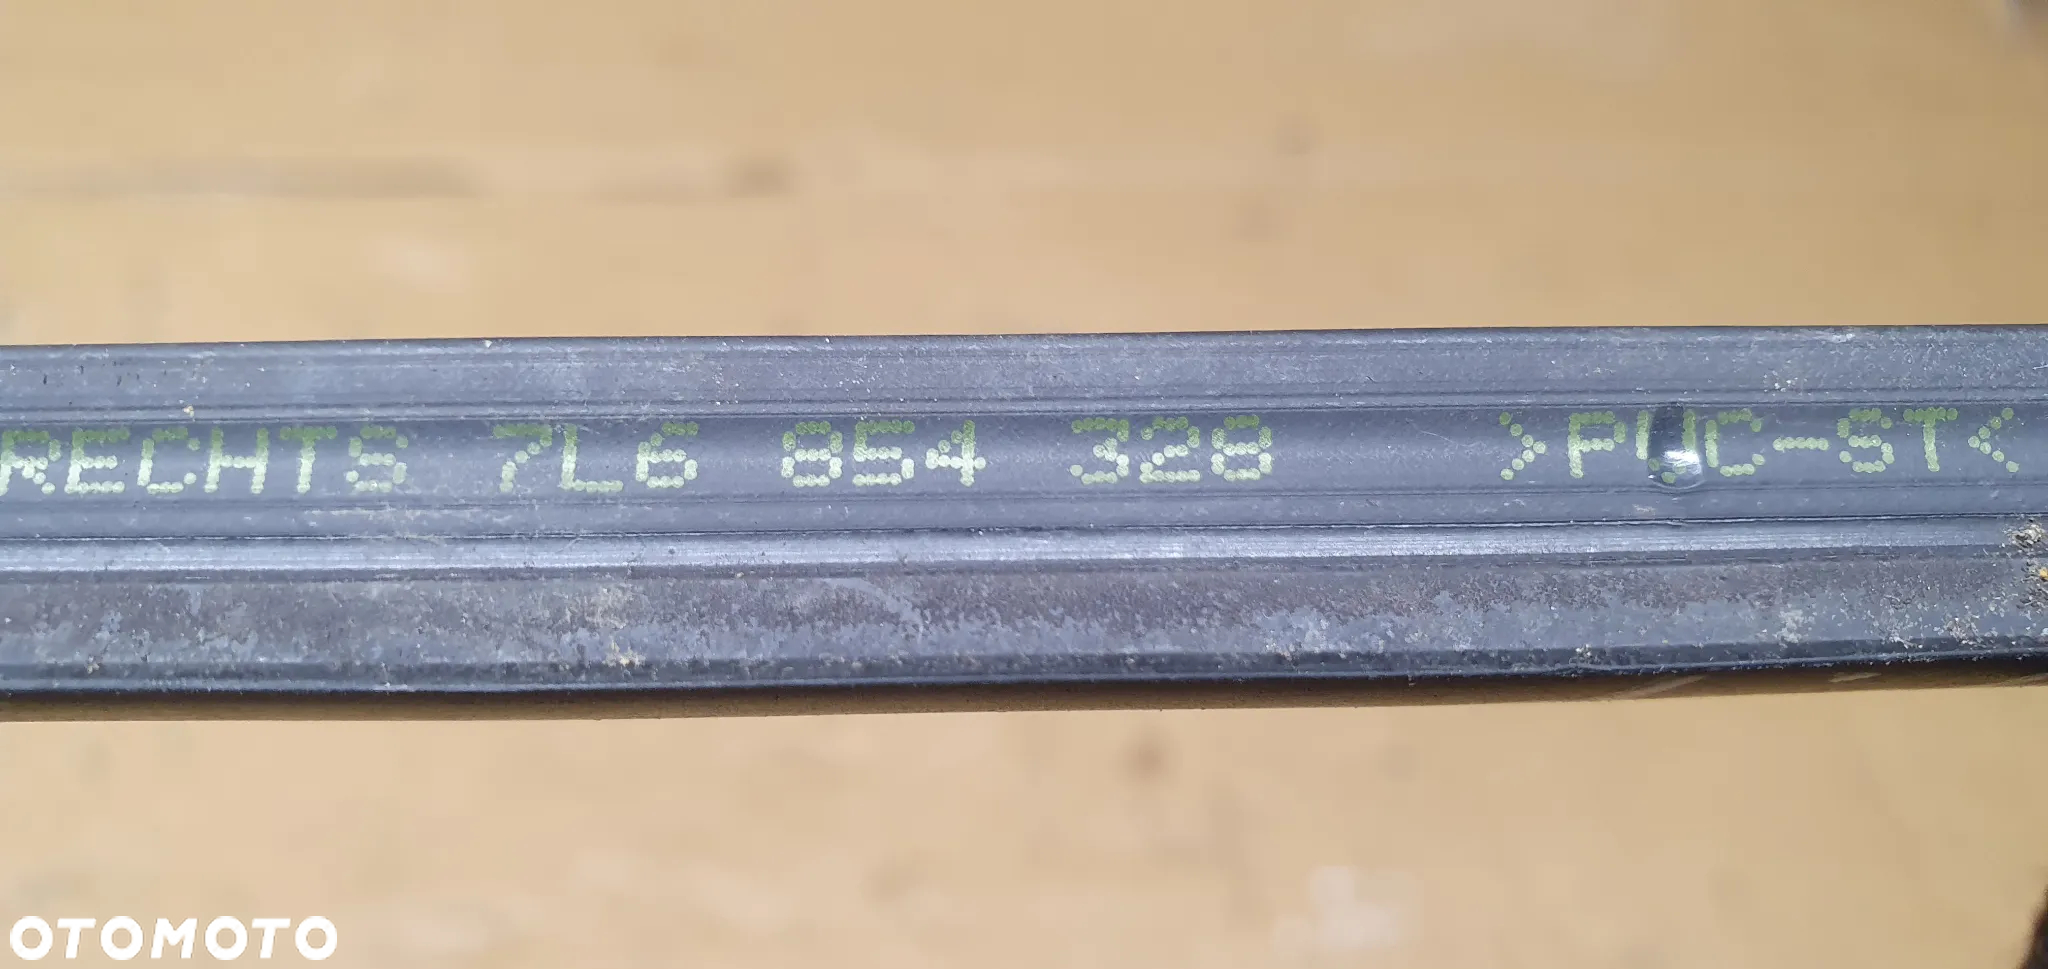 RECHTS 7L6 854 328 >PVC-ST<
OTOMOTO